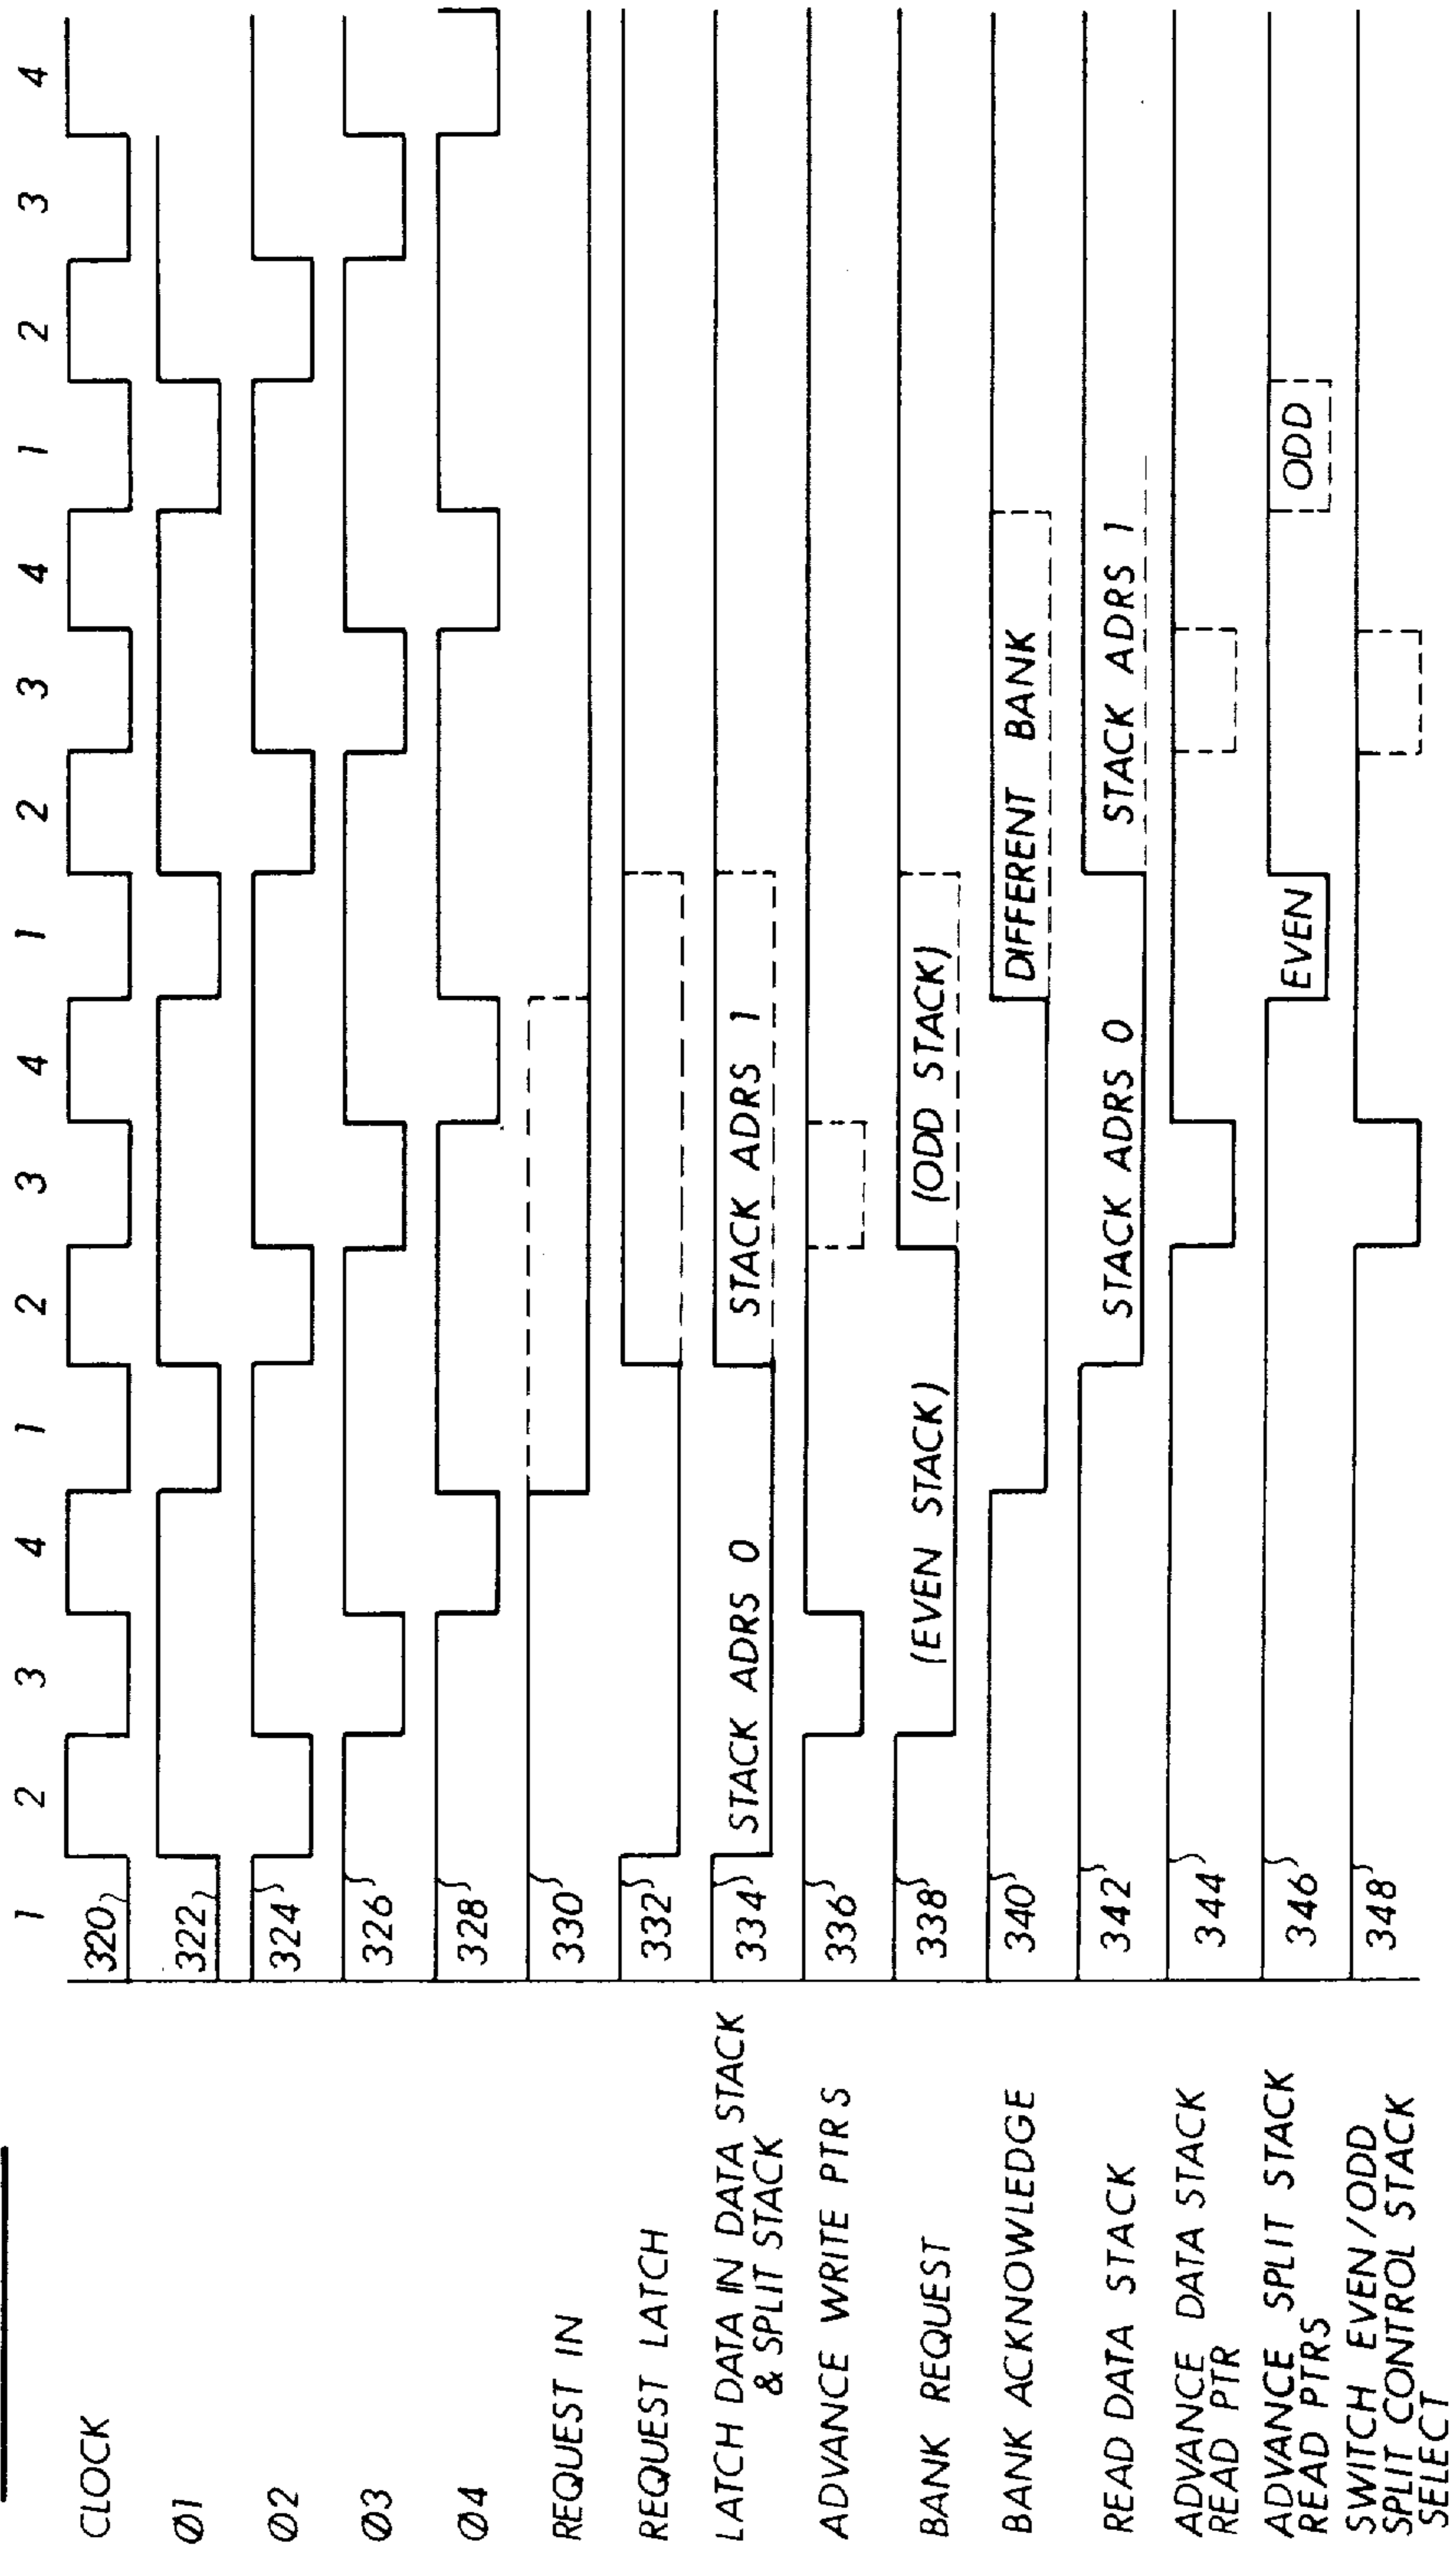 1 2 3 4 1 2 3 4 1 2 3 4 1 2 3 4
CLOCK 320
Ø1 322
Ø2 324
Ø3 326
Ø4 328
REQUEST IN 330
REQUEST LATCH 332
LATCH DATA IN DATA STACK 334 STACK ADRS 0 STACK ADRS 1
& SPLIT STACK
ADVANCE WRITE PTRS 336
BANK REQUEST 338 (EVEN STACK) (ODD STACK)
BANK ACKNOWLEDGE 340 DIFFERENT BANK
READ DATA STACK 342 STACK ADRS 0 STACK ADRS 1
ADVANCE DATA STACK 344
READ PTR
ADVANCE SPLIT STACK 346 EVEN ODD
READ PTRS
SWITCH EVEN/ODD 348
SPLIT CONTROL STACK
SELECT